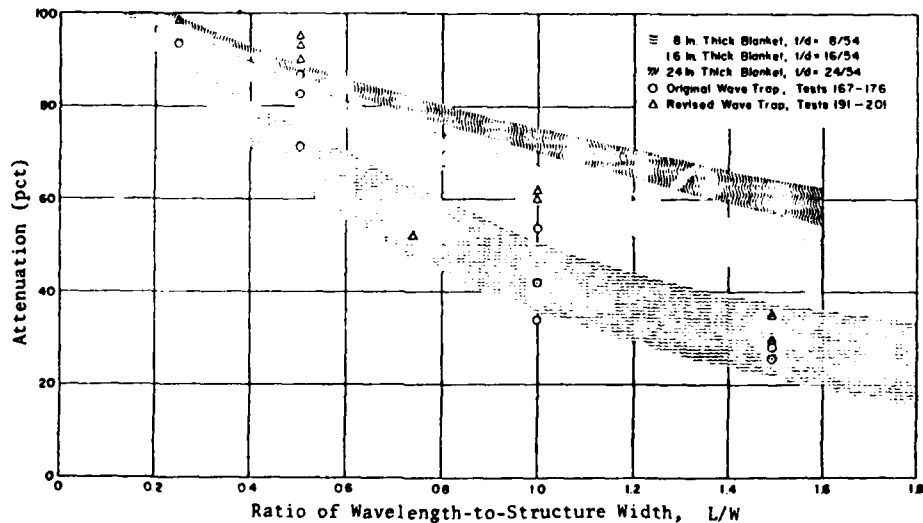 100
80
60
40
20
0
Attenuation (pct)
8 In. Thick Blanket, t/d= 8/54
16 In. Thick Blanket, t/d=16/54
24 In. Thick Blanket, t/d= 24/54
Original Wave Trap, Tests 167-176
Revised Wave Trap, Tests 191-201
0 0.2 0.4 0.6 0.8 1.0 1.2 1.4 1.6 1.8
Ratio of Wavelength-to-Structure Width, L/W